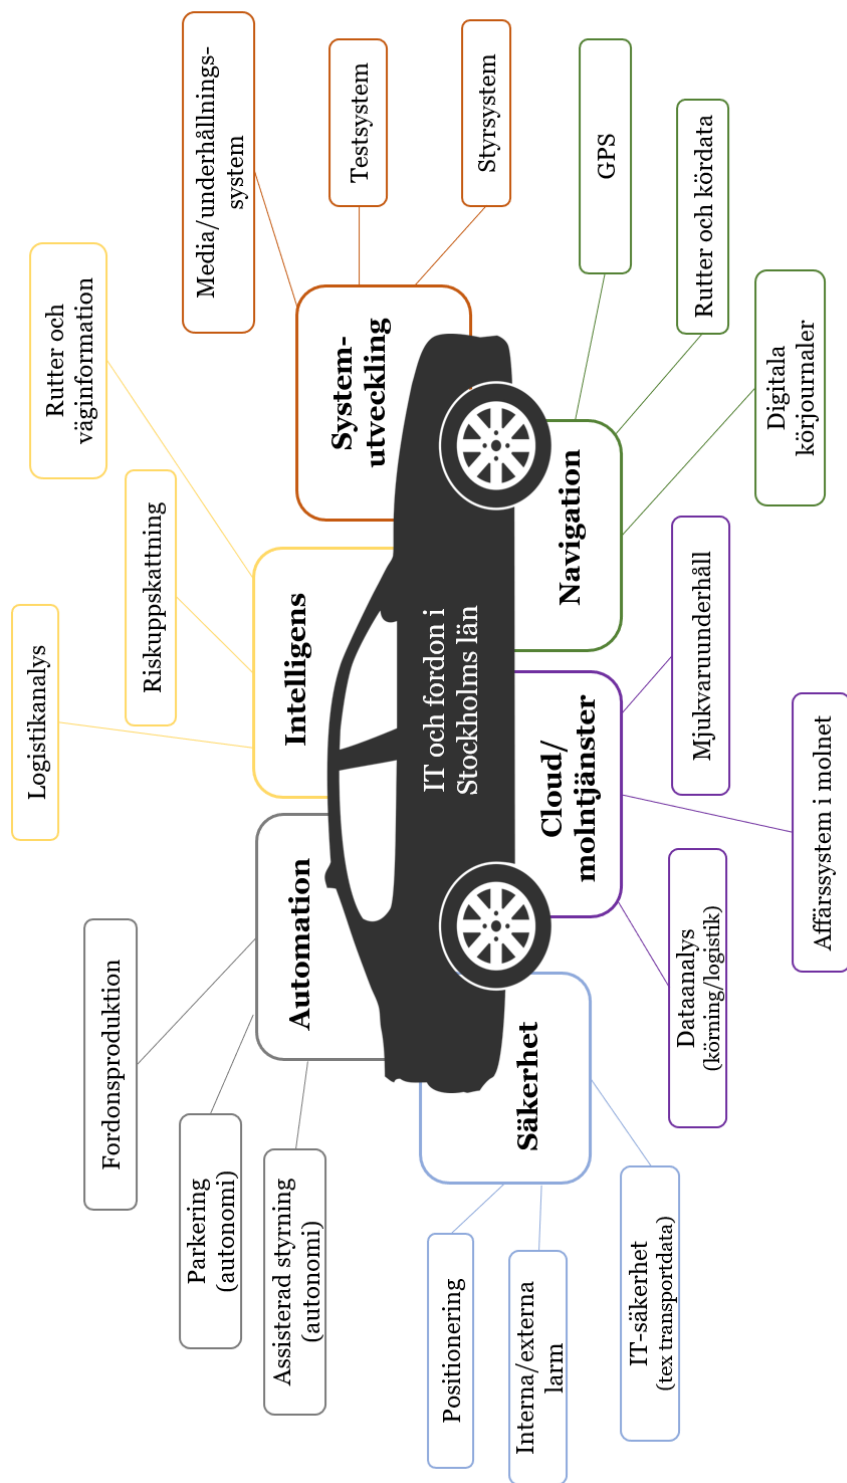 Fordonsproduktion
Parkering
(autonomi)
Assisterad styrning
(autonomi)
Automation
Logistikanalys
Riskuppskattning
Rutter och
väginformation
Intelligens
Media/underhållnings-
system
Testsystem
Styrsystem
System-
utveckling
IT och fordon i
Stockholms län
Säkerhet
Positionering
Interna/externa
larm
IT-säkerhet
(tex transportdata)
Cloud/
molntjänster
Dataanalys
(körning/logistik)
Affärssystem i molnet
Mjukvaruunderhåll
Navigation
GPS
Rutter och kördata
Digitala
körjournaler